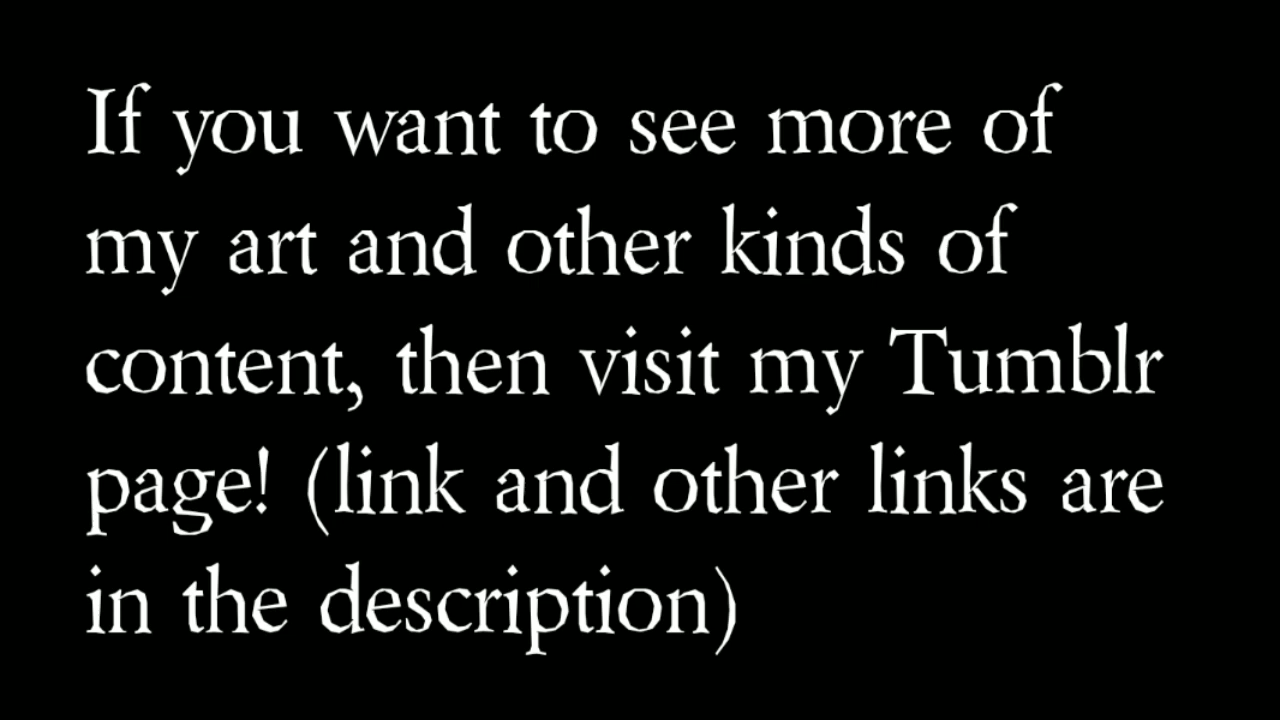 If you want to see more of
my art and other kinds of
content, then visit my Tumblr
page! (link and other links are
in the description)